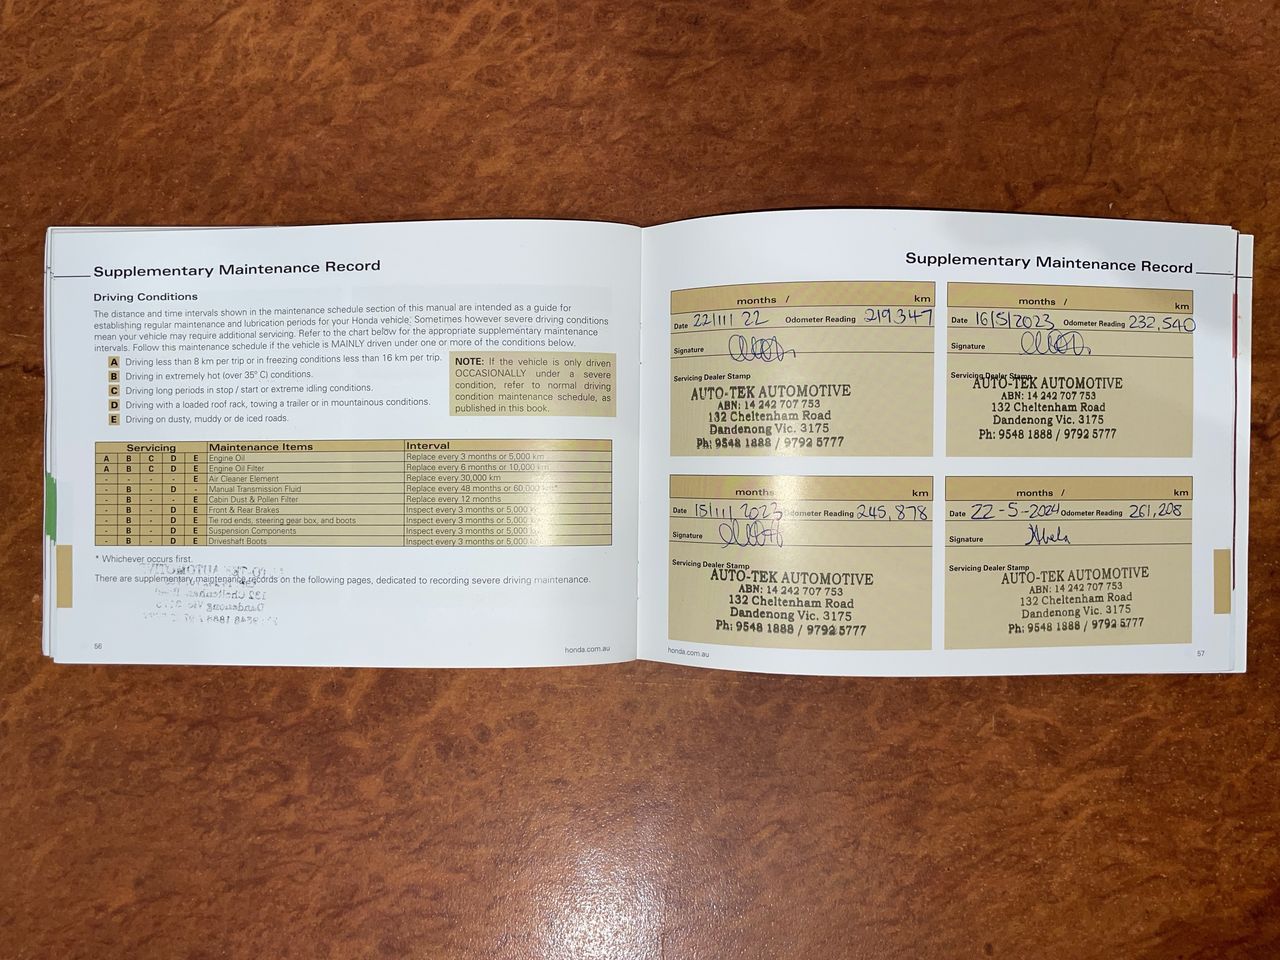 Supplementary Maintenance Record
Driving Conditions
The distance and time intervals shown in the maintenance schedule section of this manual are intended as a guide for
establishing regular maintenance and lubrication periods for your Honda vehicle. Sometimes however severe driving conditions
mean your vehicle may require additional servicing. Refer to the chart below for the appropriate supplementary maintenance
intervals. Follow this maintenance schedule if the vehicle is MAINLY driven under one or more of the conditions below.
A Driving less than 8 km per trip or in freezing conditions less than 16 km per trip.
B Driving in extremely hot (over 35° C) conditions.
C Driving long periods in stop / start or extreme idling conditions.
D Driving with a loaded roof rack, towing a trailer or in mountainous conditions.
E Driving on dusty, muddy or de iced roads.
NOTE: If the vehicle is only driven
OCCASIONALLY under a severe
condition, refer to normal driving
condition maintenance schedule, as
published in this book.
Servicing Maintenance Items Interval
A B C D E Engine Oil Replace every 3 months or 5,000 km
A B C D E Engine Oil Filter Replace every 6 months or 10,000 km
- - - - E Air Cleaner Element Replace every 30,000 km
- B - D - Manual Transmission Fluid Replace every 48 months or 60,000 km*
- B - - E Cabin Dust & Pollen Filter Replace every 12 months
- B - D E Front & Rear Brakes Inspect every 3 months or 5,000 km
- B - D E Tie rod ends, steering gear box, and boots Inspect every 3 months or 5,000 km
- B - D E Suspension Components Inspect every 3 months or 5,000 km
- B - D E Driveshaft Boots Inspect every 3 months or 5,000 km
* Whichever occurs first.
There are supplementary maintenance records on the following pages, dedicated to recording severe driving maintenance.
56
honda.com.au
Supplementary Maintenance Record
months / km
Date 22/11/22 Odometer Reading 219347
Signature
Servicing Dealer Stamp
AUTO-TEK AUTOMOTIVE
ABN: 14 242 707 753
132 Cheltenham Road
Dandenong Vic. 3175
Ph: 9548 1888 / 9792 5777
months / km
Date 16/5/2023 Odometer Reading 232,540
Signature
Servicing Dealer Stamp
AUTO-TEK AUTOMOTIVE
ABN: 14 242 707 753
132 Cheltenham Road
Dandenong Vic. 3175
Ph: 9548 1888 / 9792 5777
months km
Date 15/11/2023 Odometer Reading 245,878
Signature
Servicing Dealer Stamp
AUTO-TEK AUTOMOTIVE
ABN: 14 242 707 753
132 Cheltenham Road
Dandenong Vic. 3175
Ph: 9548 1888 / 9792 5777
months / km
Date 22-5-2024 Odometer Reading 261,208
Signature
Servicing Dealer Stamp
AUTO-TEK AUTOMOTIVE
ABN: 14 242 707 753
132 Cheltenham Road
Dandenong Vic. 3175
Ph: 9548 1888 / 9792 5777
honda.com.au
57